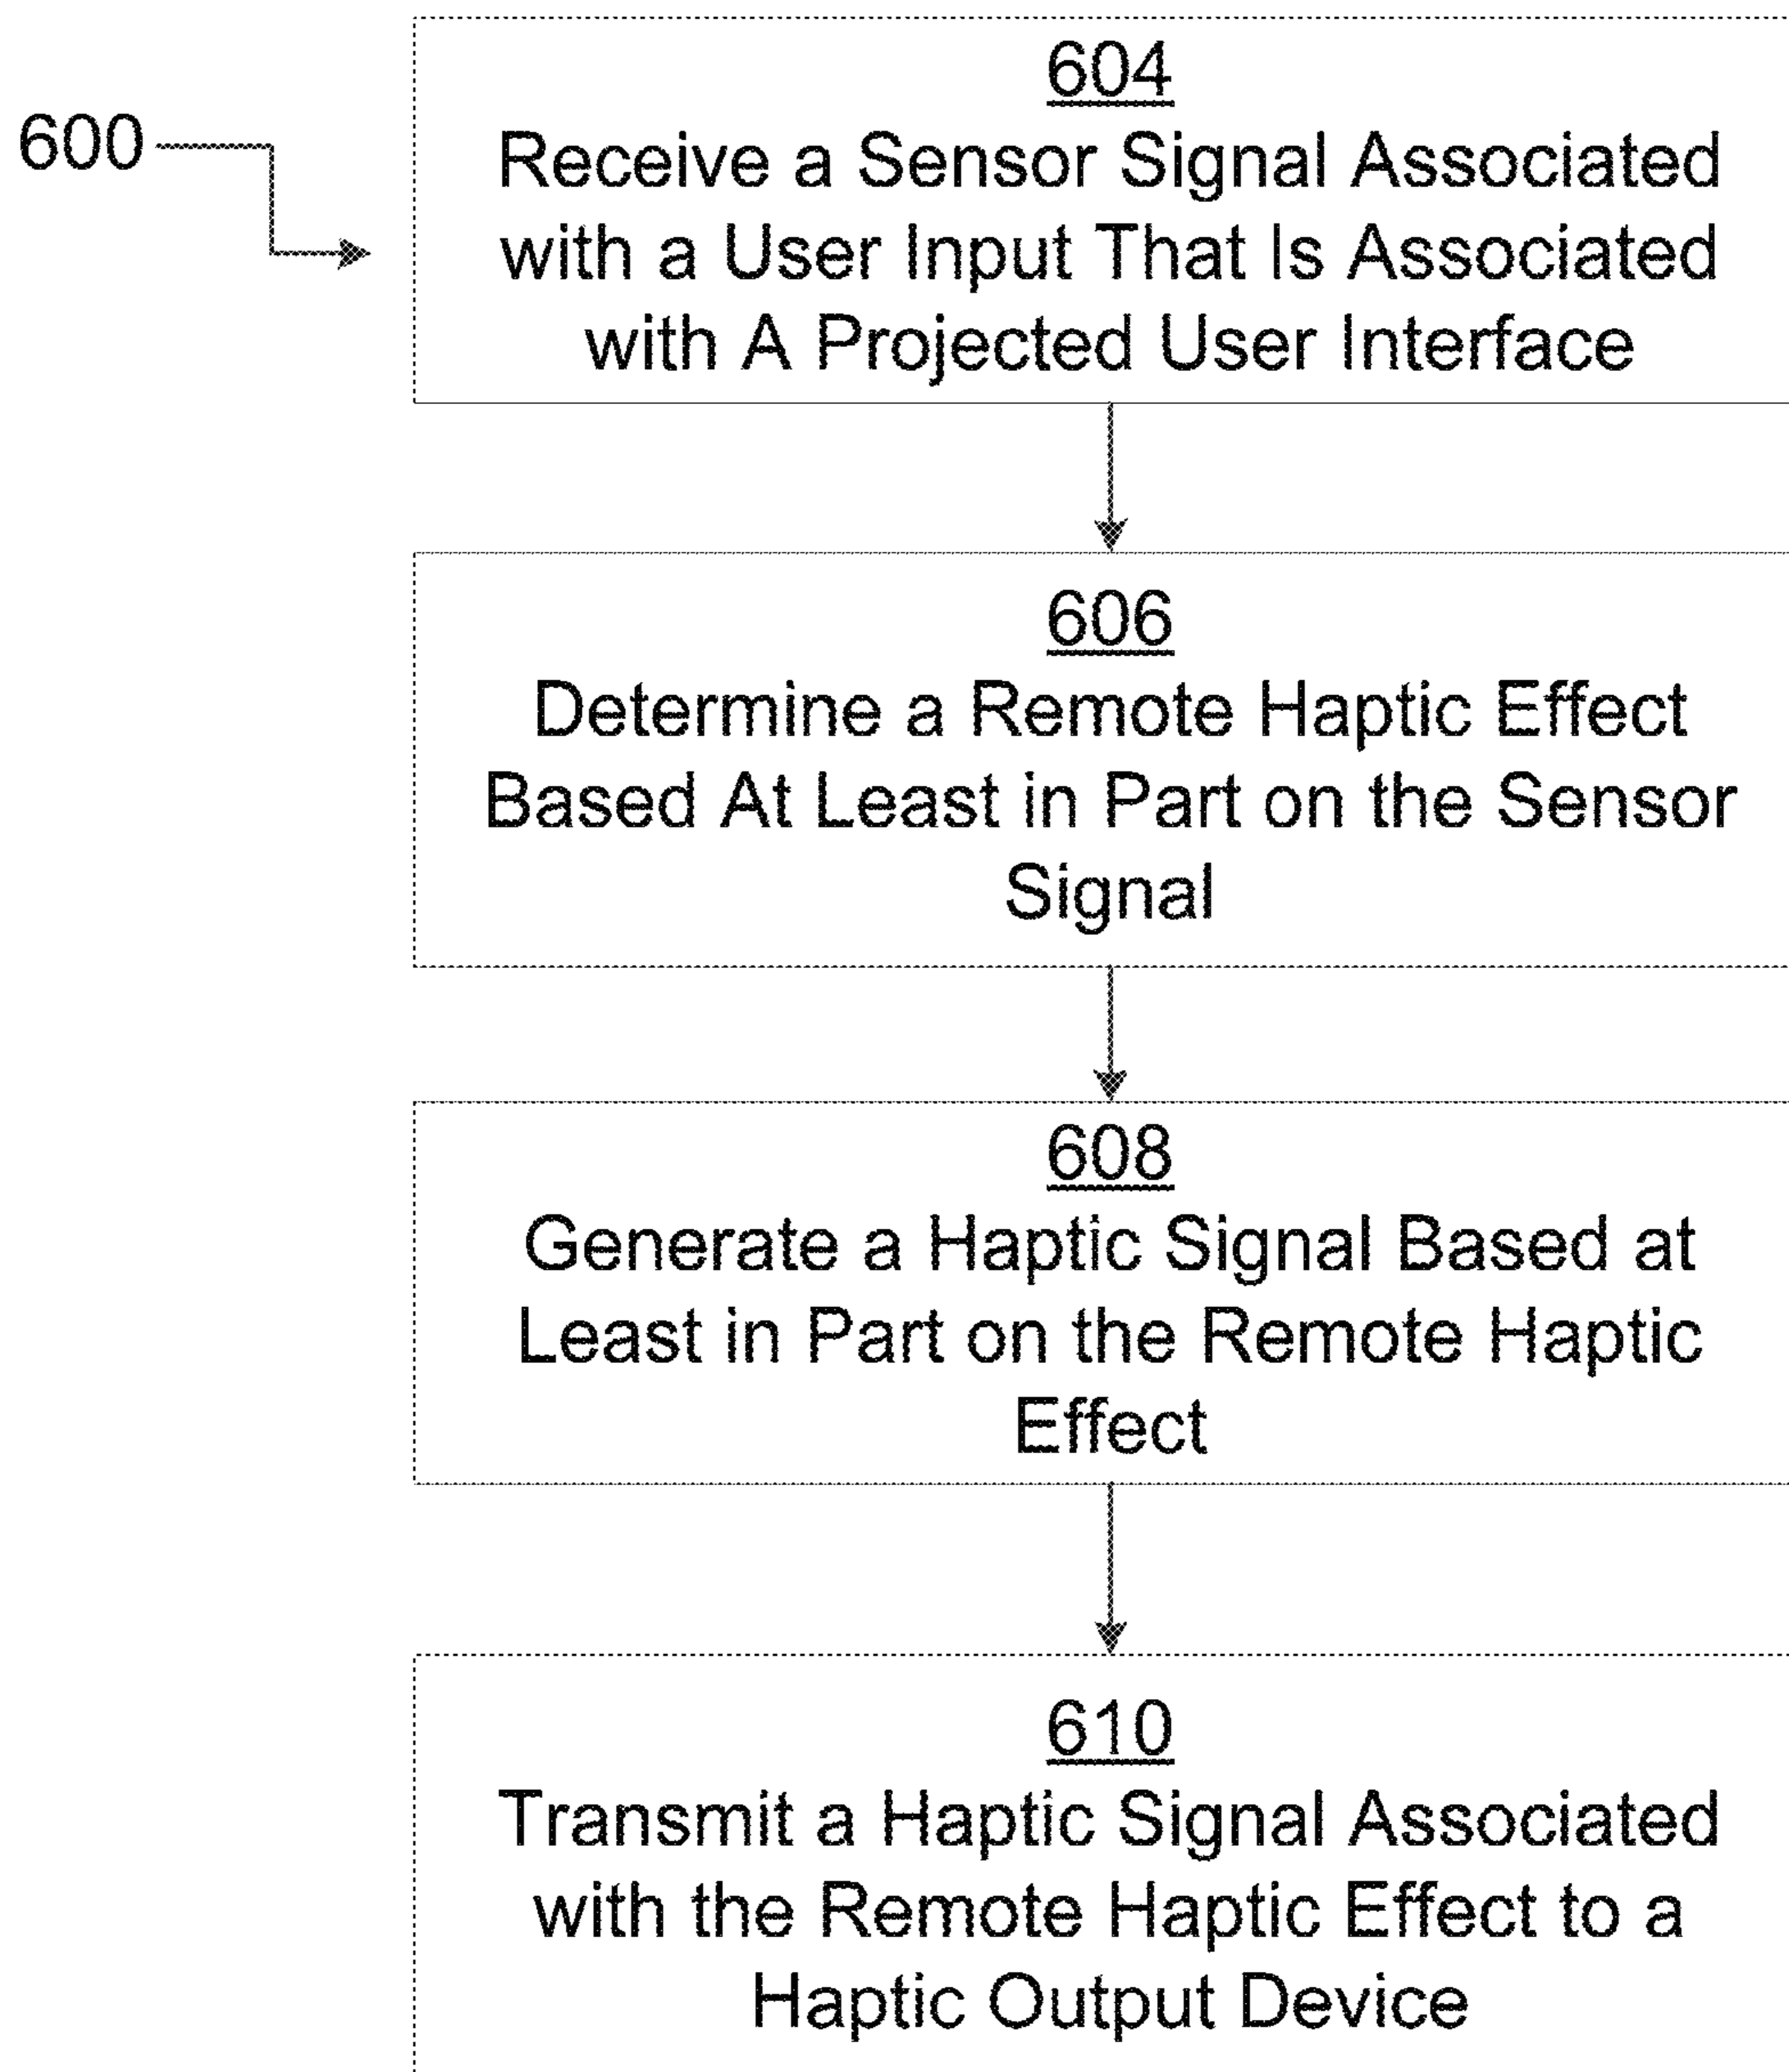 604
600
Receive a Sensor Signal Associated
with a User Input That Is Associated
with A Projected User Interface
606
Determine a Remote Haptic Effect
Based At Least in Part on the Sensor
Signal
608
Generate a Haptic Signal Based at
Least in Part on the Remote Haptic
Effect
610
Transmit a Haptic Signal Associated
with the Remote Haptic Effect to a
Haptic Output Device